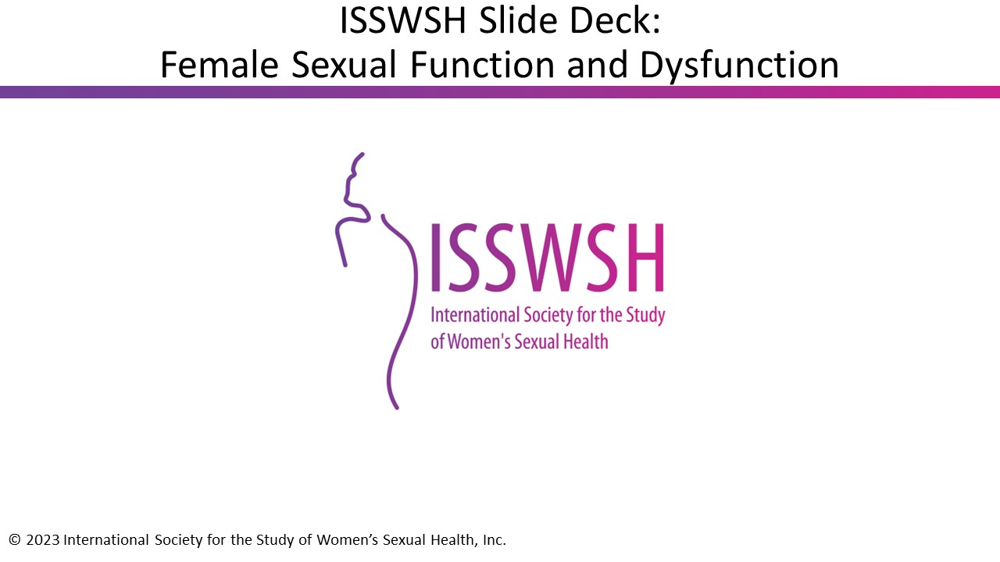 ISSWSH Slide Deck:
Female Sexual Function and Dysfunction
ISSWSH
International Society for the Study
of Women's Sexual Health
© 2023 International Society for the Study of Women’s Sexual Health, Inc.